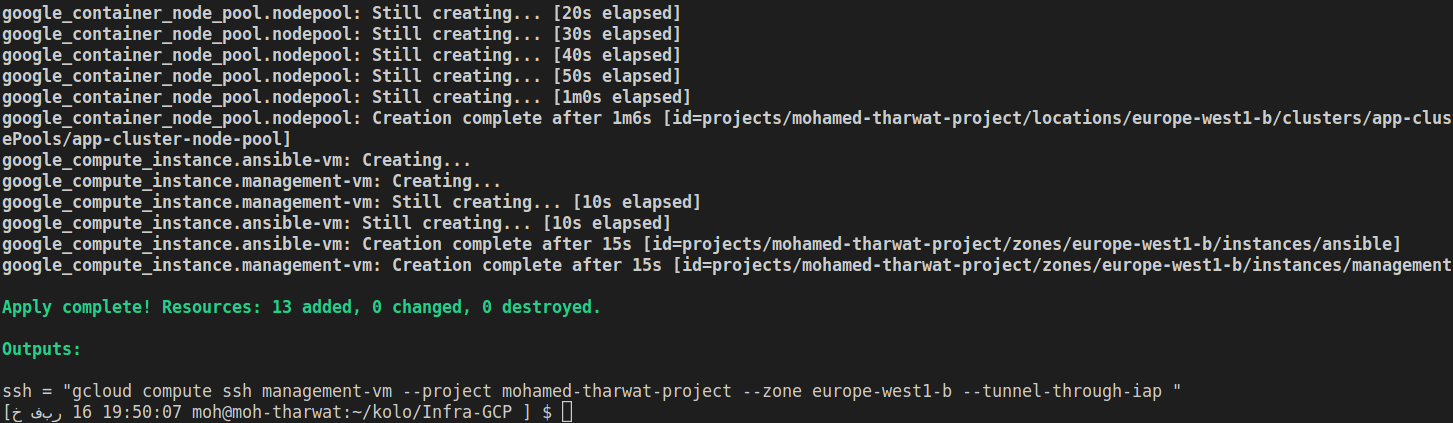 google_container_node_pool.nodepool: Still creating... [20s elapsed]
google_container_node_pool.nodepool: Still creating... [30s elapsed]
google_container_node_pool.nodepool: Still creating... [40s elapsed]
google_container_node_pool.nodepool: Still creating... [50s elapsed]
google_container_node_pool.nodepool: Still creating... [1m0s elapsed]
google_container_node_pool.nodepool: Creation complete after 1m6s [id=projects/mohamed-tharwat-project/locations/europe-west1-b/clusters/app-clus
ePools/app-cluster-node-pool]
google_compute_instance.ansible-vm: Creating...
google_compute_instance.management-vm: Creating...
google_compute_instance.management-vm: Still creating... [10s elapsed]
google_compute_instance.ansible-vm: Still creating... [10s elapsed]
google_compute_instance.ansible-vm: Creation complete after 15s [id=projects/mohamed-tharwat-project/zones/europe-west1-b/instances/ansible]
google_compute_instance.management-vm: Creation complete after 15s [id=projects/mohamed-tharwat-project/zones/europe-west1-b/instances/management
Apply complete! Resources: 13 added, 0 changed, 0 destroyed.
Outputs:
ssh = "gcloud compute ssh management-vm --project mohamed-tharwat-project --zone europe-west1-b --tunnel-through-iap "
[خ فبر 16 19:50:07 moh@moh-tharwat:~/kolo/Infra-GCP ] $